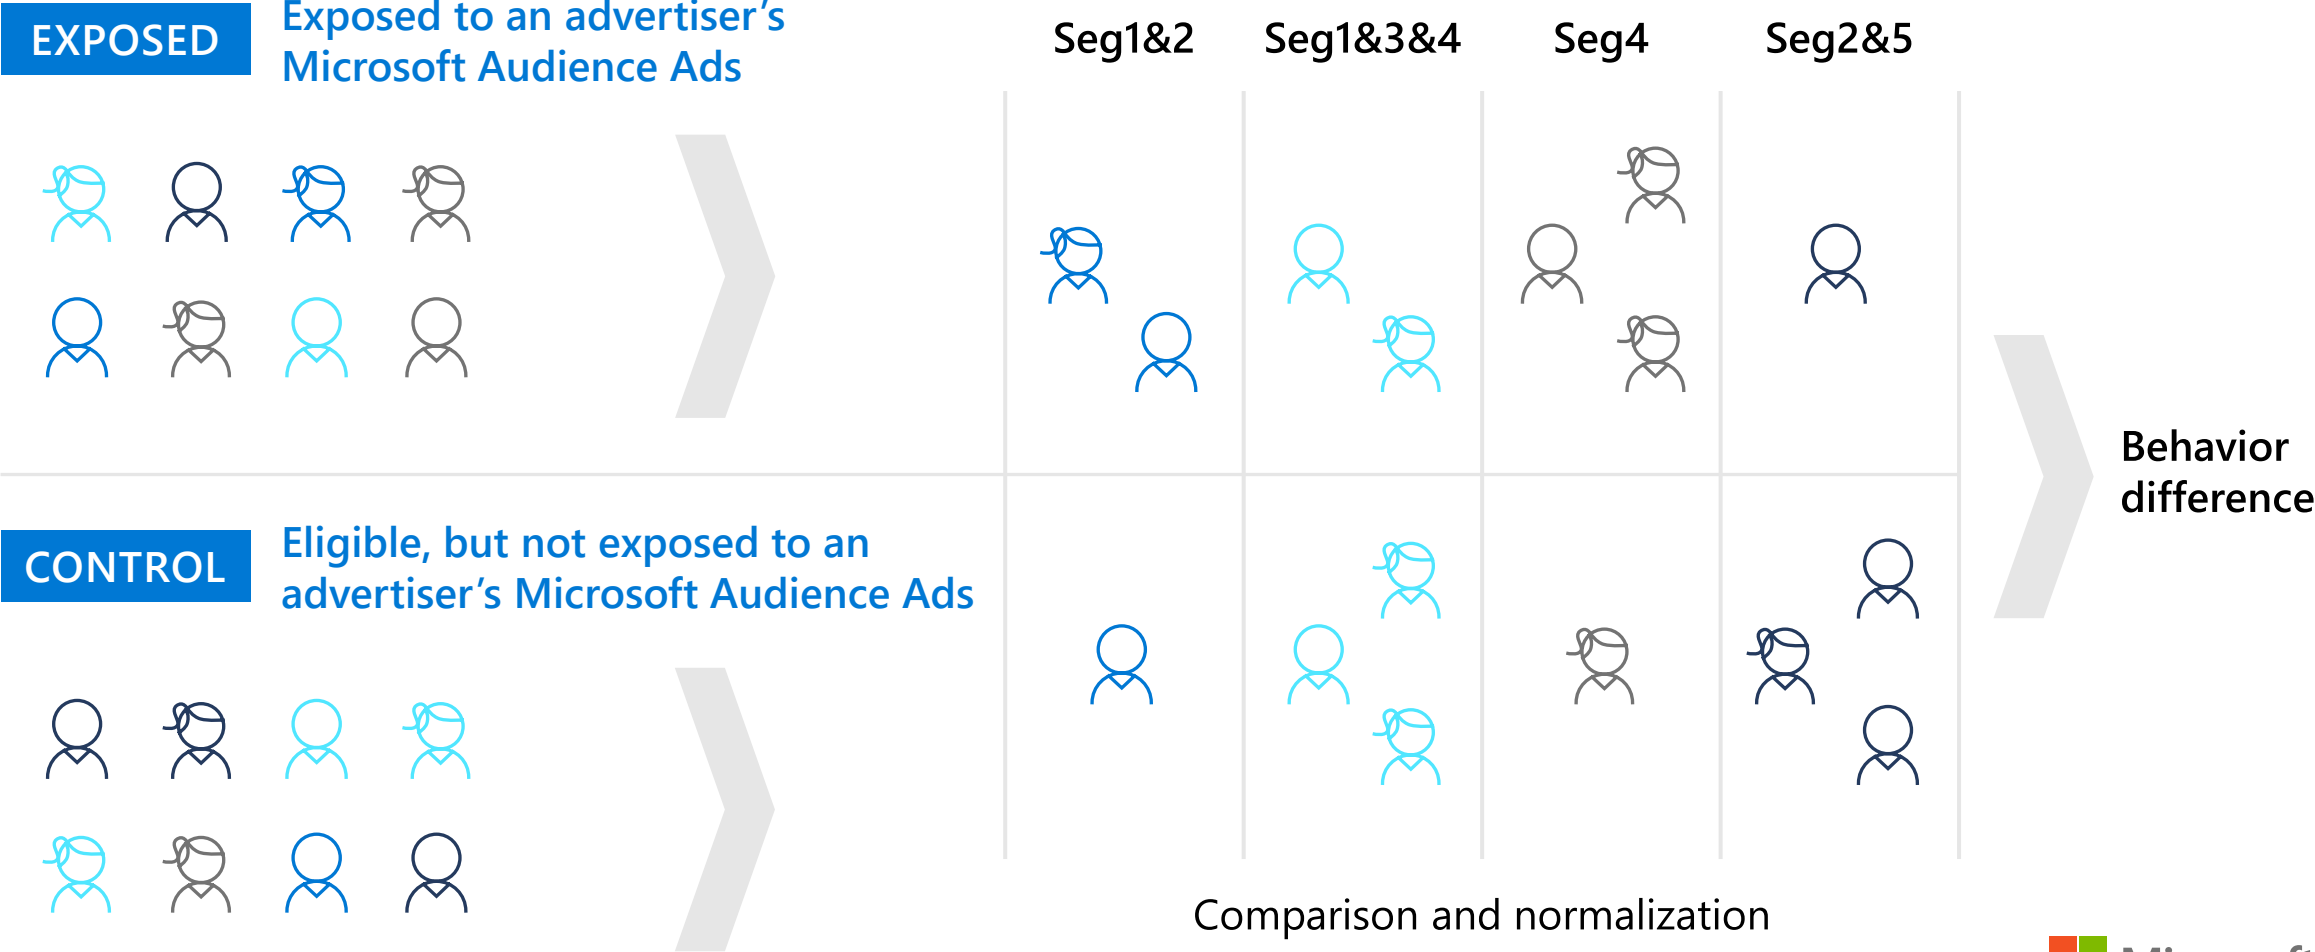 EXPOSED
Exposed to an advertiser’s
Microsoft Audience Ads
Seg1&2
Seg1&3&4
Seg4
Seg2&5
Behavior
difference
CONTROL
Eligible, but not exposed to an
advertiser’s Microsoft Audience Ads
Comparison and normalization